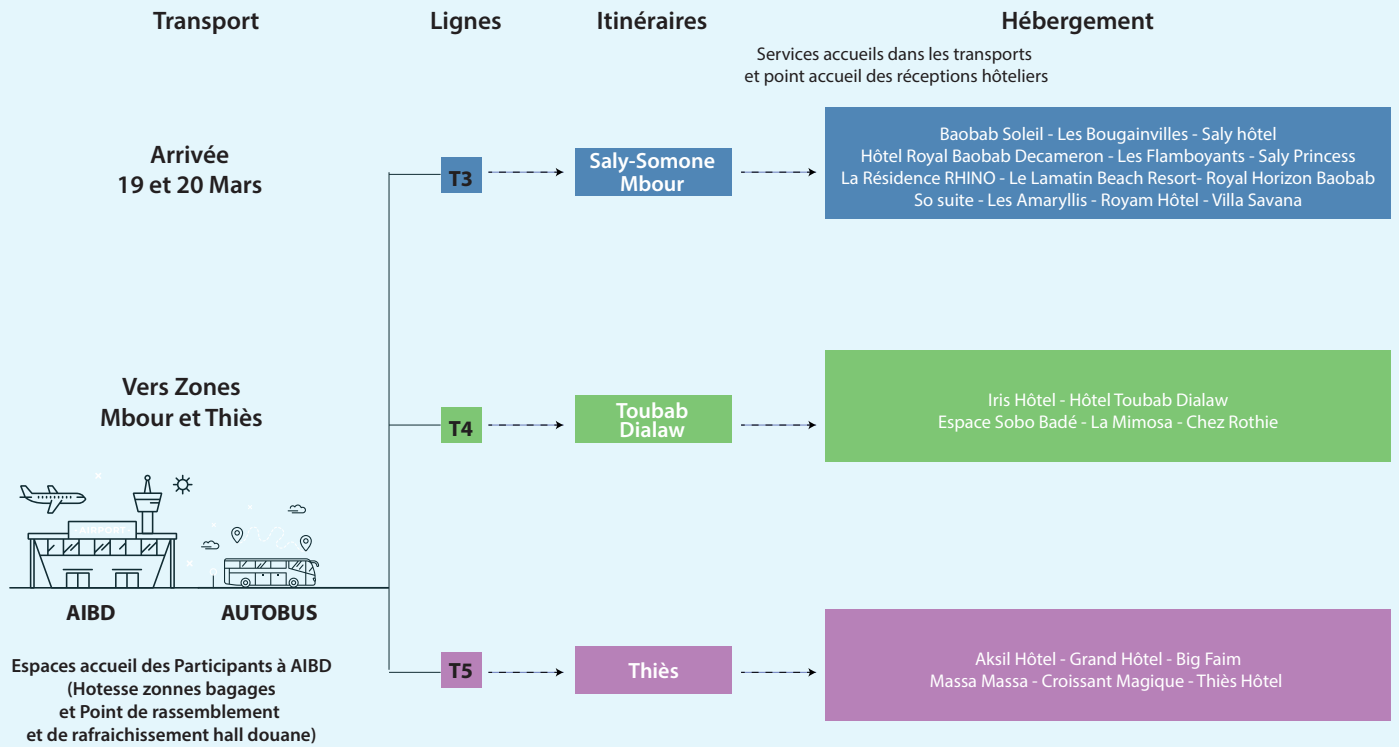 Transport
Lignes
Itinéraires
Hébergement
Services accueils dans les transports
et point accueil des réceptions hôteliers
Arrivée
19 et 20 Mars
T3
Saly-Somone
Mbour
Baobab Soleil - Les Bougainvilles - Saly hôtel
Hôtel Royal Baobab Decameron - Les Flamboyants - Saly Princess
La Résidence RHINO - Le Lamatin Beach Resort- Royal Horizon Baobab
So suite - Les Amaryllis - Royam Hôtel - Villa Savana
Vers Zones
Mbour et Thiès
T4
Toubab
Dialaw
Iris Hôtel - Hôtel Toubab Dialaw
Espace Sobo Badé - La Mimosa - Chez Rothie
AIRPORT
AIBD
AUTOBUS
Espaces accueil des Participants à AIBD
(Hotesse zonnes bagages
et Point de rassemblement
et de rafraichissement hall douane)
T5
Thiès
Aksil Hôtel - Grand Hôtel - Big Faim
Massa Massa - Croissant Magique - Thiès Hôtel